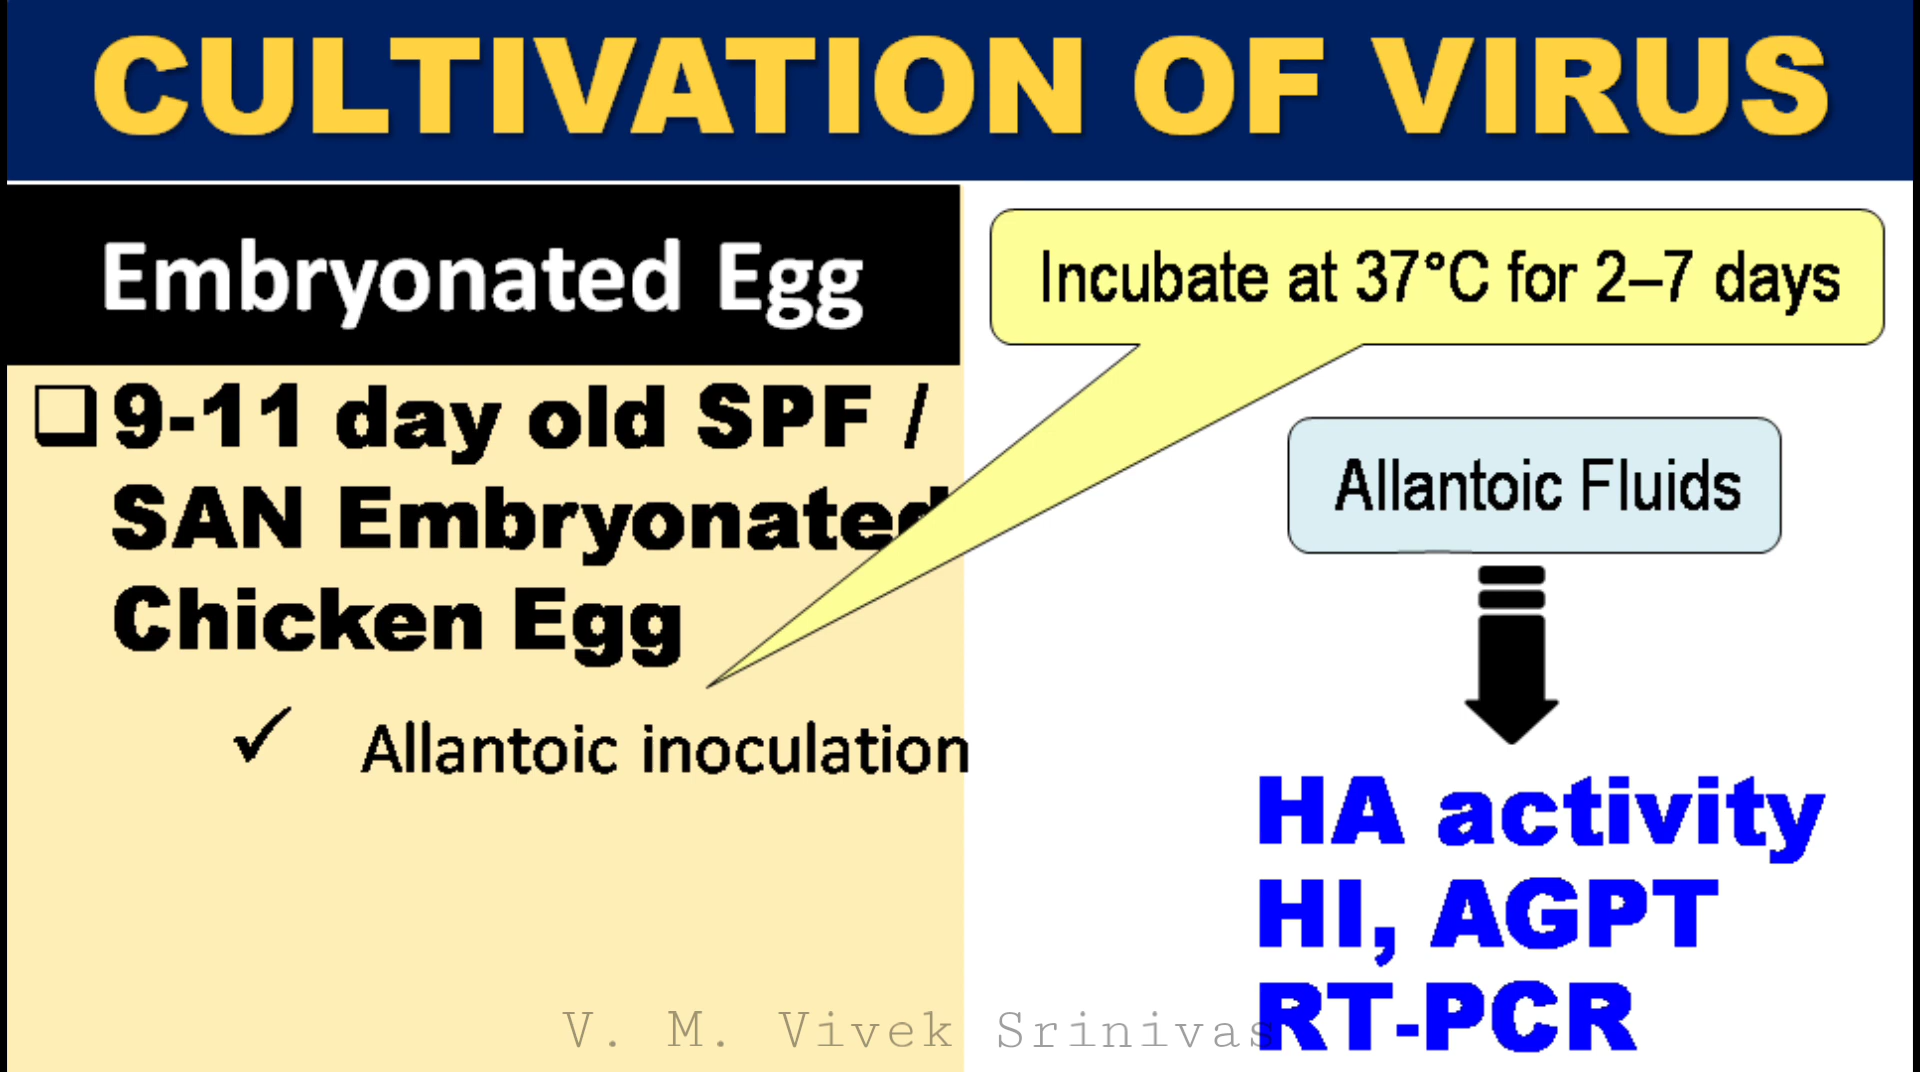 CULTIVATION OF VIRUS
Embryonated Egg
9-11 day old SPF /
SAN Embryonated
Chicken Egg
Allantoic inoculation
Incubate at 37°C for 2–7 days
Allantoic Fluids
HA activity
HI, AGPT
RT-PCR
V. M. Vivek Srinivas